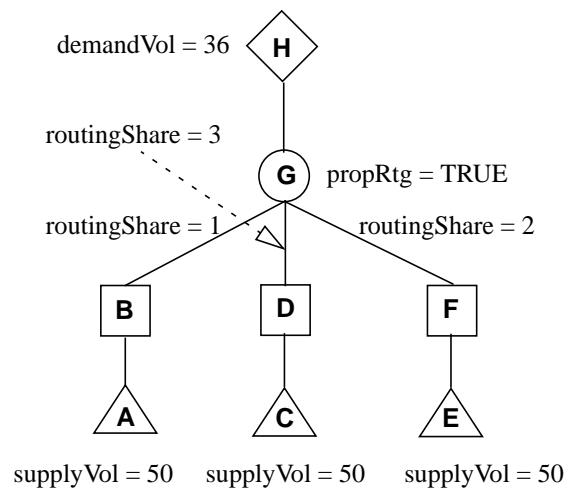 H
demandVol = 36
routingShare = 3
G
propRtg = TRUE
routingShare = 1
routingShare = 2
B
D
F
A
C
E
supplyVol = 50
supplyVol = 50
supplyVol = 50